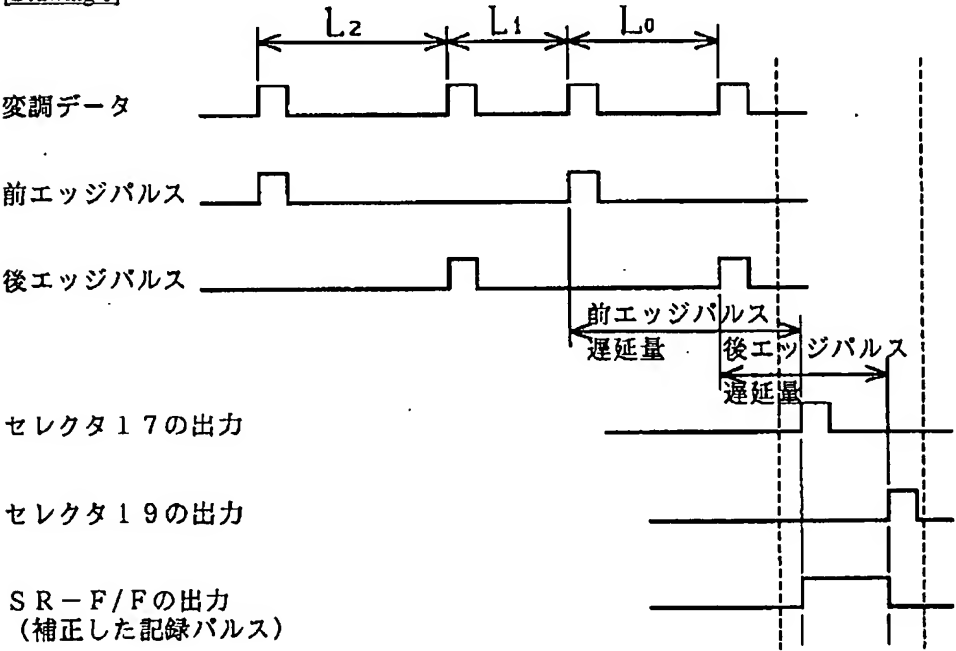 L2 L1 L0
変調データ
前エッジパルス
後エッジパルス
前エッジパルス
遅延量
後エッジパルス
遅延量
セレクタ17の出力
セレクタ19の出力
SR-F/Fの出力
(補正した記録パルス)